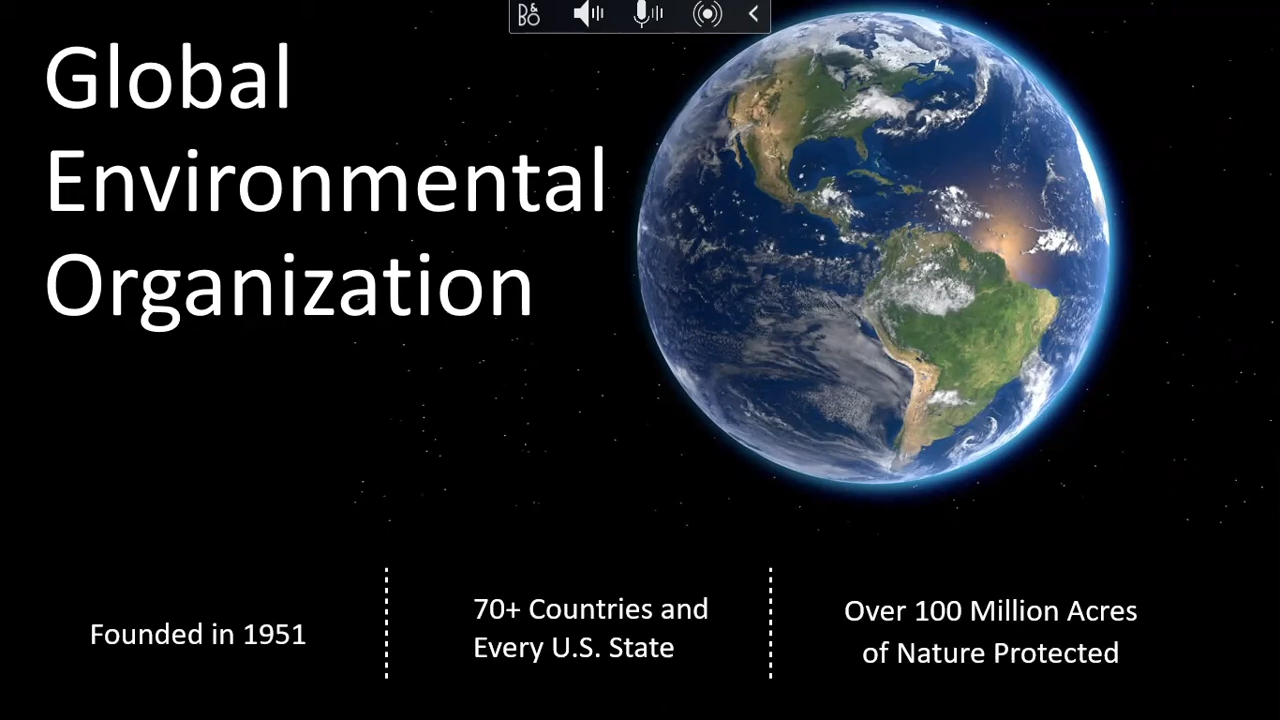 B&O
Global
Environmental
Organization
Founded in 1951
70+ Countries and
Every U.S. State
Over 100 Million Acres
of Nature Protected